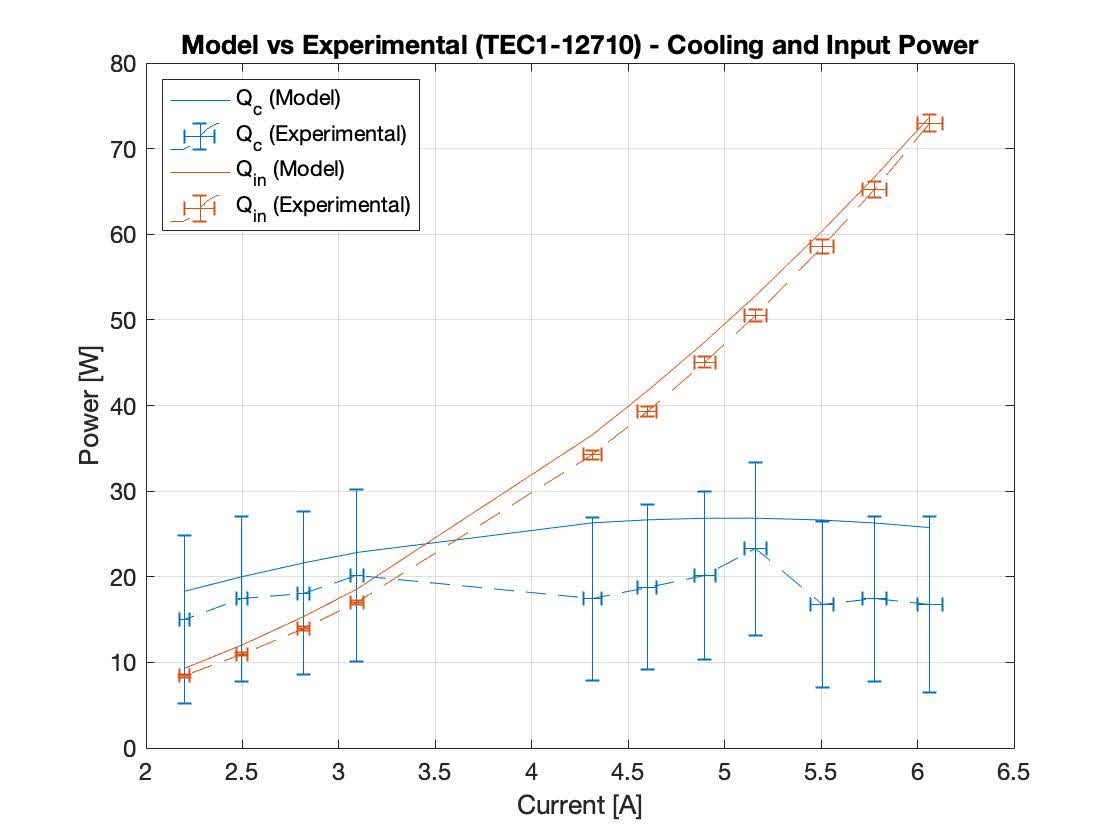 Model vs Experimental (TEC1-12710) - Cooling and Input Power
80
70
60
50
40
30
20
10
0
Power [W]
Q_c (Model)
Q_c (Experimental)
Q_in (Model)
Q_in (Experimental)
2 2.5 3 3.5 4 4.5 5 5.5 6 6.5
Current [A]